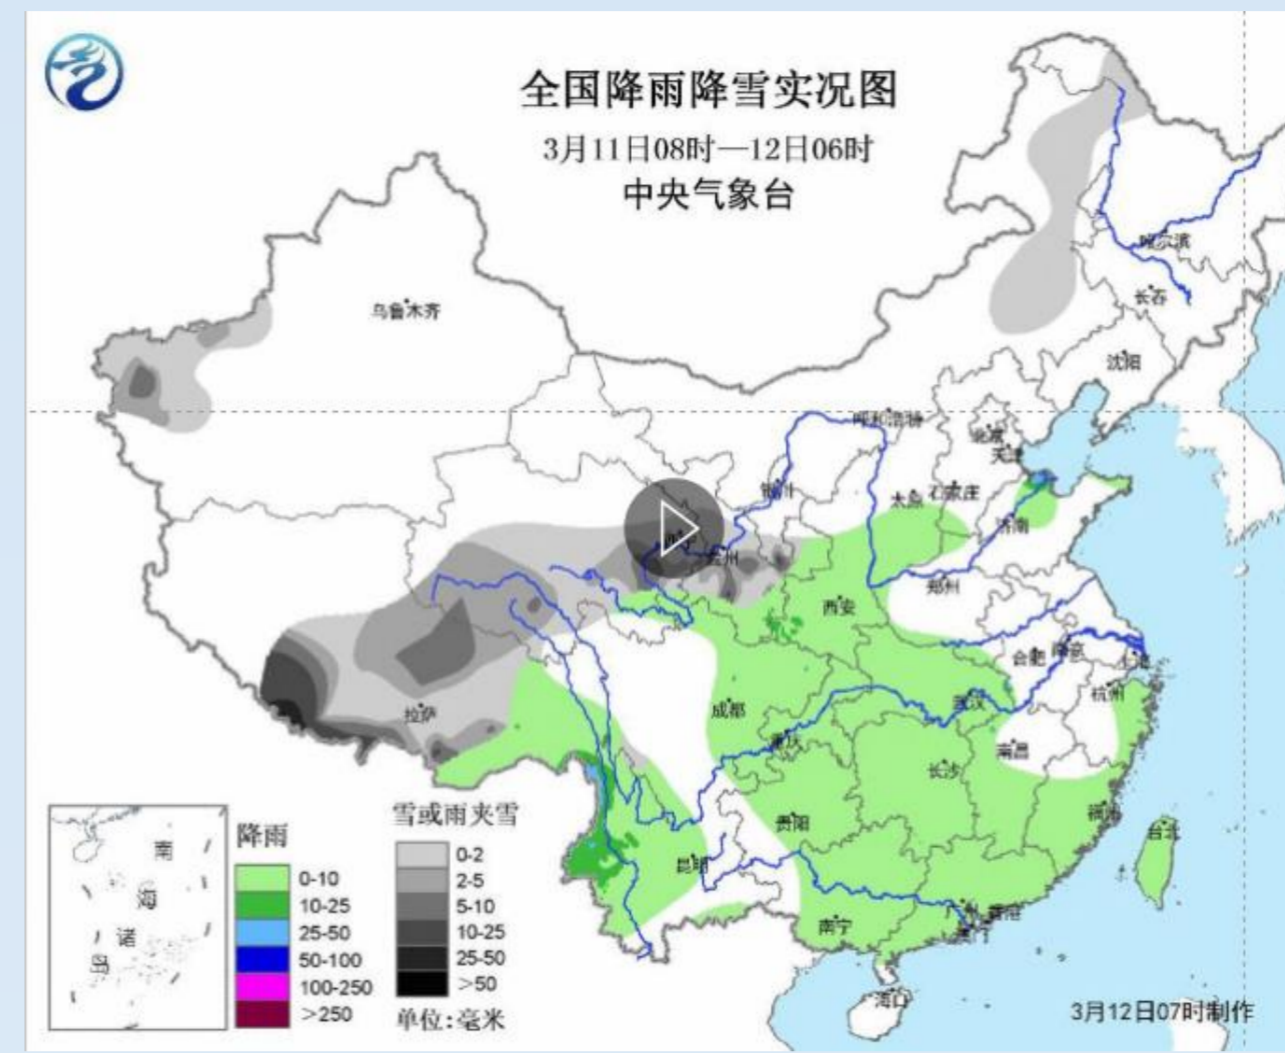 全国降雨降雪实况图
3月11日08时—12日06时
中央气象台
哈尔滨
长春
乌鲁木齐
沈阳
呼和浩特
北京
天津
银川
太原
石家庄
济南
兰州
郑州
西安
合肥
南京
上海
拉萨
成都
武汉
杭州
重庆
南昌
长沙
贵阳
福州
台北
昆明
南宁
广州
香港
澳门
海口
南
海
诸
岛
降雨
0-10
10-25
25-50
50-100
100-250
>250
雪或雨夹雪
0-2
2-5
5-10
10-25
25-50
>50
单位:毫米
3月12日07时制作